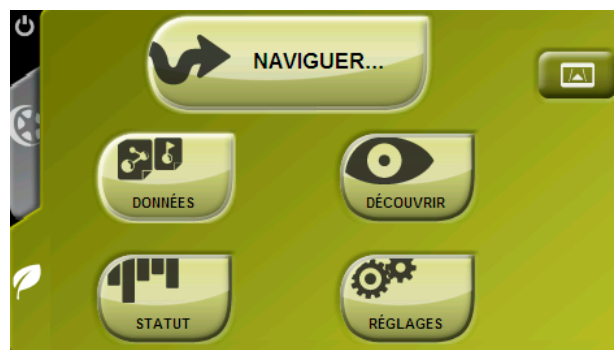 NAVIGUER...
DONNÉES
DÉCOUVRIR
STATUT
RÉGLAGES